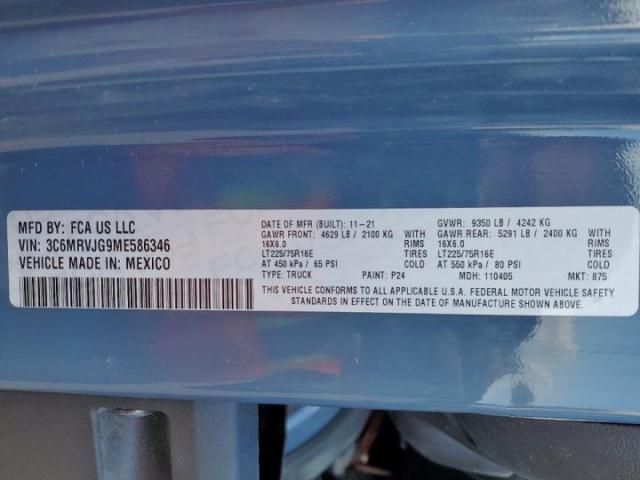 MFD BY: FCA US LLC
VIN: 3C6MRVJG9ME586346
VEHICLE MADE IN: MEXICO
DATE OF MFR (BUILT): 11-21 GVWR: 9350 LB / 4242 KG
GAWR FRONT: 4629 LB / 2100 KG WITH GAWR REAR: 5291 LB / 2400 KG WITH
16X6.0 RIMS 16X6.0 RIMS
LT225/75R16E TIRES LT225/75R16E TIRES
AT 450 kPa / 65 PSI COLD AT 550 kPa / 80 PSI COLD
TYPE: TRUCK PAINT: P24 MDH: 110405 MKT: 875
THIS VEHICLE CONFORMS TO ALL APPLICABLE U.S.A. FEDERAL MOTOR VEHICLE SAFETY
STANDARDS IN EFFECT ON THE DATE OF MANUFACTURE SHOWN ABOVE.